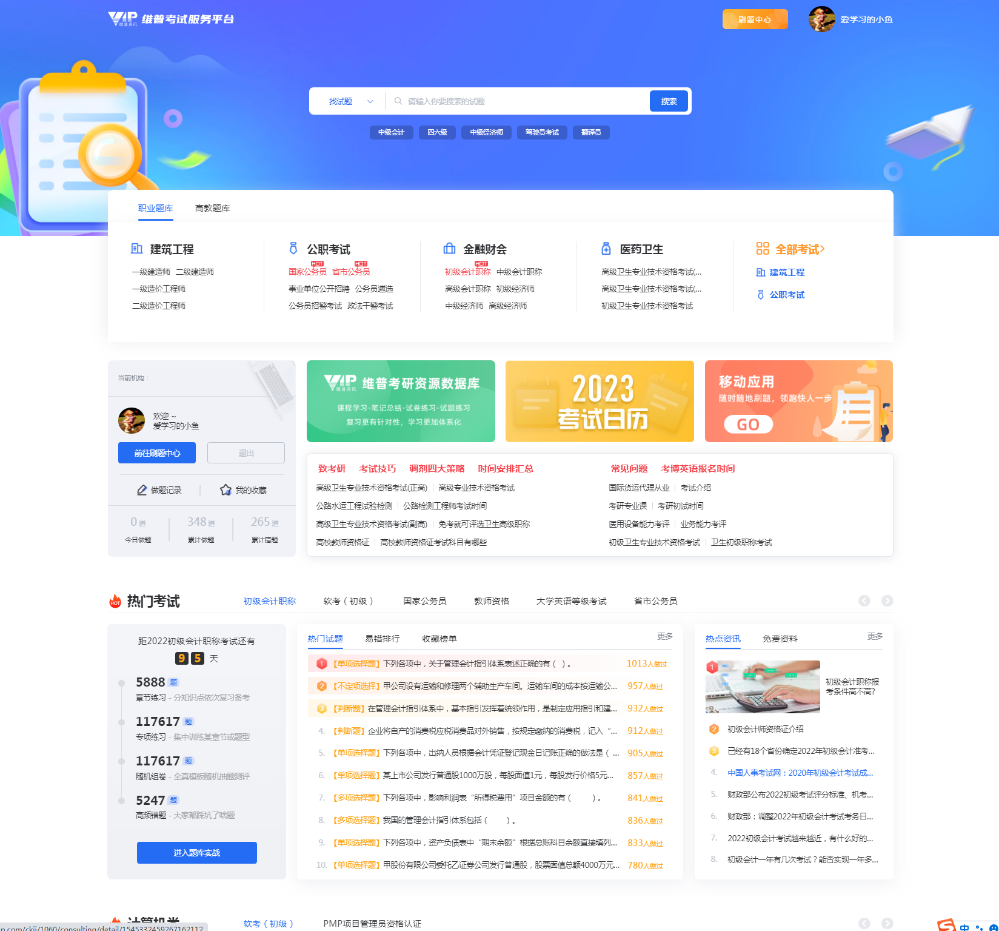 VIP 维普资讯 维普考试服务平台
刷题中心
爱学习的小鱼
找试题
请输入你要搜索的试题
搜索
中级会计 四六级 中级经济师 驾驶员考试 翻译员
职业题库 高教题库
建筑工程
一级建造师 二级建造师
一级造价工程师
二级造价工程师
公职考试
HOT HOT
国家公务员 省市公务员
事业单位公开招聘 公务员遴选
公务员招警考试 政法干警考试
金融财会
HOT
初级会计职称 中级会计职称
高级会计职称 初级经济师
中级经济师 高级经济师
医药卫生
高级卫生专业技术资格考试(...
高级卫生专业技术资格考试(...
初级卫生专业技术资格考试
全部考试>
建筑工程
公职考试
当前机构：
欢迎 ~
爱学习的小鱼
前往刷题中心 退出
做题记录 我的收藏
0 道 348 道 265 道
今日做题 累计做题 累计错题
VIP 维普资讯 维普考研资源数据库
课程学习-笔记总结-试卷练习-试题练习
复习更有针对性，学习更加体系化
2023
考试日历
移动应用
随时随地刷题，领跑快人一步
GO
致考研 考试技巧 调剂四大策略 时间安排汇总
高级卫生专业技术资格考试(正高) 高级专业技术资格考试
公路水运工程试验检测 公路检测工程师考试时间
高级卫生专业技术资格考试(副高) 免考就可评选卫生高级职称
高校教师资格证 高校教师资格证考试科目有哪些
常见问题 考博英语报名时间
国际货运代理从业 考试介绍
考研专业课 考研初试时间
医用设备能力考评 业务能力考评
初级卫生专业技术资格考试 卫生初级职称考试
HOT 热门考试
初级会计职称 软考（初级） 国家公务员 教师资格 大学英语等级考试 省市公务员
距2022初级会计职称考试还有
9 5 天
5888 题
章节练习 - 分知识点依次复习备考
117617 题
专项练习 - 集中训练某章节或题型
117617 题
随机组卷 - 全真模板随机抽题测评
5247 题
高频错题 - 大家都踩坑了啥题
进入题库实战
热门试题 易错排行 收藏榜单 更多
1 【单项选择题】下列各项中，关于管理会计指引体系表述正确的有（ ）。 1013人做过
2 【不定项选择】甲公司设有运输和修理两个辅助生产车间。运输车间的成本按运输公... 957人做过
3 【判断题】在管理会计指引体系中，基本指引发挥着统领作用，是制定应用指引和建... 932人做过
4. 【判断题】企业将自产的消费税应税消费品对外销售，按规定缴纳的消费税，记入“... 912人做过
5. 【单项选择题】下列各项中，出纳人员根据会计凭证登记现金日记账正确的做法是（ ... 905人做过
6. 【单项选择题】某上市公司发行普通股1000万股，每股面值1元，每股发行价格5元... 857人做过
7. 【多项选择题】下列各项中，影响利润表“所得税费用”项目金额的有（ ）。 841人做过
8. 【多项选择题】我国的管理会计指引体系包括（ ）。 836人做过
9. 【单项选择题】下列各项中，资产负债表中“期末余额”根据总账科目余额直接填列... 833人做过
10. 【单项选择题】甲股份有限公司委托乙证券公司发行普通股，股票面值总额4000万元... 780人做过
热点资讯 免费资料 更多
1
初级会计职称报
考条件高不高?
2 初级会计师资格证介绍
3 已经有18个省份确定2022年初级会计准考...
4. 中国人事考试网：2020年初级会计考试成...
5. 财政部公布2022初级考试评分标准、机考...
6. 财政部：调整2022年初级会计考试考务日...
7. 2022初级会计考试越来越近，有什么好的...
8. 初级会计一年有几次考试？能否实现一年多...
计算机类
软考（初级） PMP项目管理员资格认证
p.com/ckjj/1060/consulting/detail/1545332459267162112
中